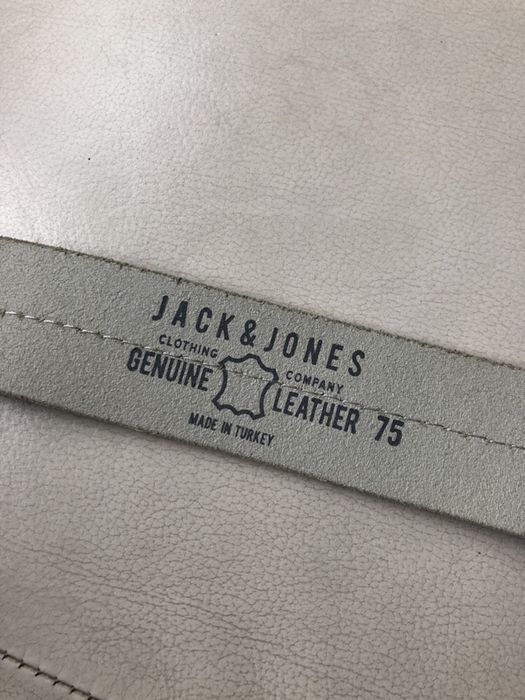 JACK & JONES
CLOTHING COMPANY
GENUINE LEATHER 75
MADE IN TURKEY